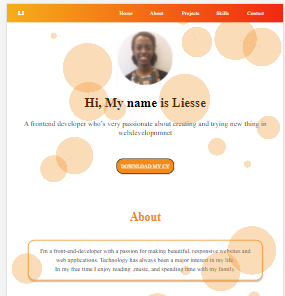 LI
Home About Projects Skills Contact
Hi, My name is Liesse
A frontend developer who's very passionate about creating and trying new thing in
webdevelopmnet
DOWNLOAD MY CV
About
I'm a front-end-developer with a passion for making beautiful, responsive websites and
web applications. Technology has always been a major interest in my life.
In my free time I enjoy reading ,music, and spending time with my family.